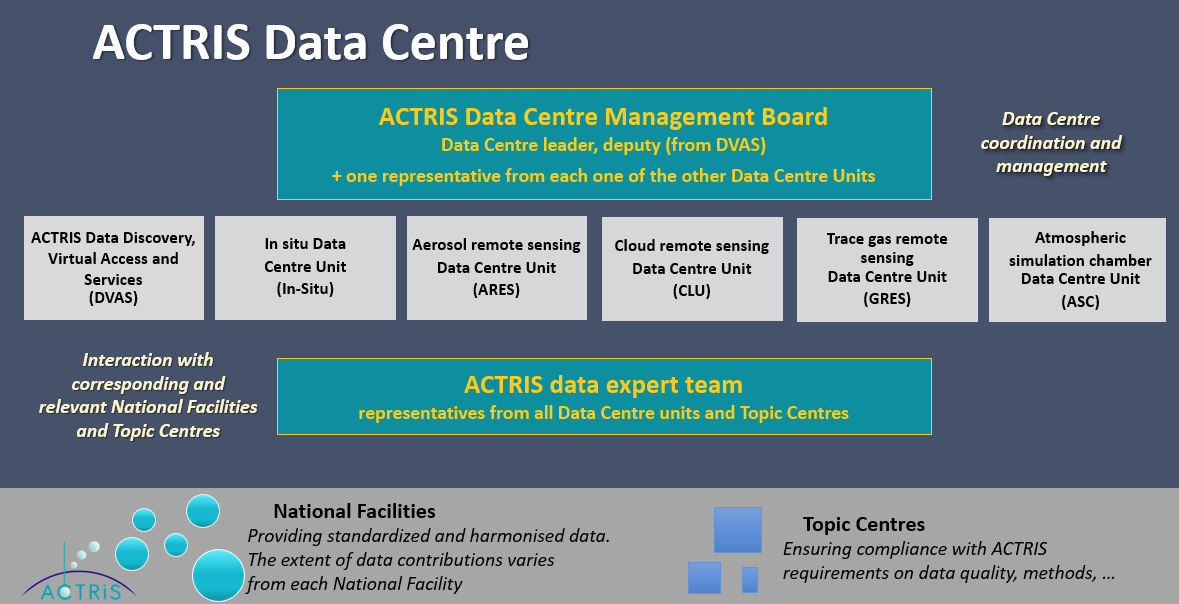 ACTRIS Data Centre
ACTRIS Data Centre Management Board
Data Centre leader, deputy (from DVAS)
+ one representative from each one of the other Data Centre Units
Data Centre
coordination and
management
ACTRIS Data Discovery,
Virtual Access and
Services
(DVAS)
In situ Data
Centre Unit
(In-Situ)
Aerosol remote sensing
Data Centre Unit
(ARES)
Cloud remote sensing
Data Centre Unit
(CLU)
Trace gas remote
sensing
Data Centre Unit
(GRES)
Atmospheric
simulation chamber
Data Centre Unit
(ASC)
Interaction with
corresponding and
relevant National Facilities
and Topic Centres
ACTRIS data expert team
representatives from all Data Centre units and Topic Centres
National Facilities
Providing standardized and harmonised data.
The extent of data contributions varies
from each National Facility
Topic Centres
Ensuring compliance with ACTRIS
requirements on data quality, methods, ...
ACTRiS